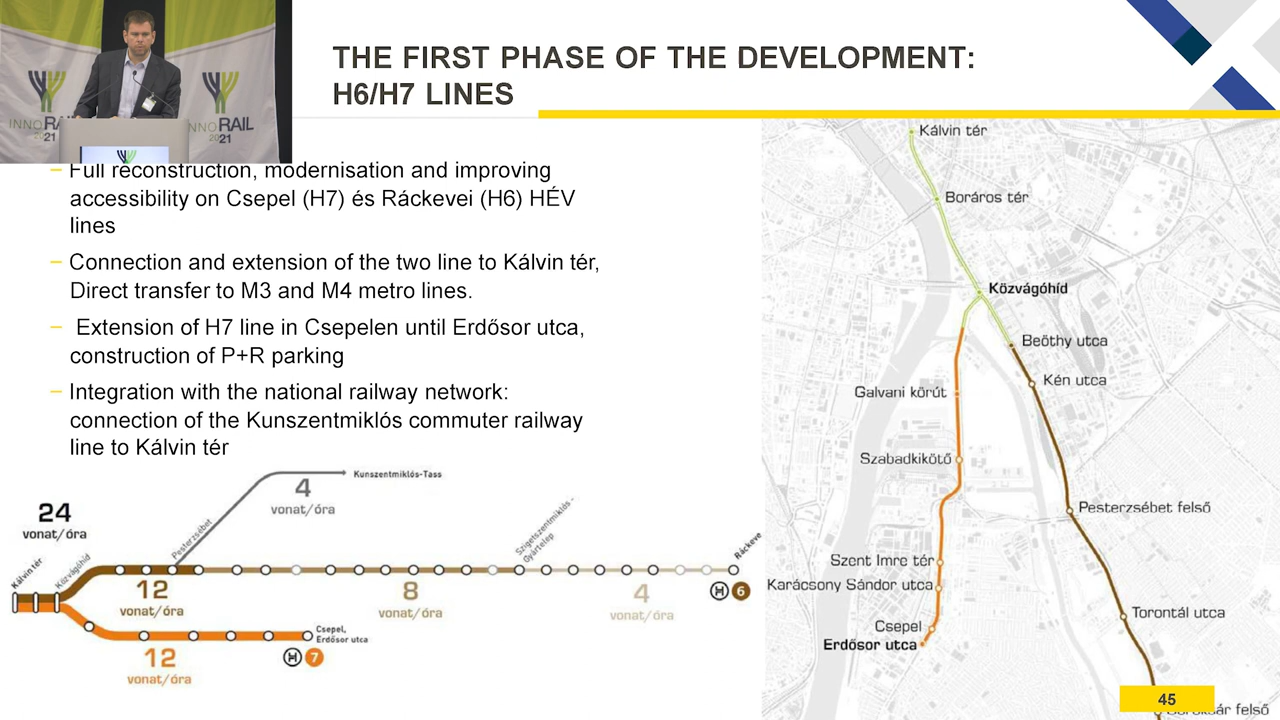 THE FIRST PHASE OF THE DEVELOPMENT:
H6/H7 LINES
INNORAIL
2021
INNORAIL
2021
– Full reconstruction, modernisation and improving
accessibility on Csepel (H7) és Ráckevei (H6) HÉV
lines
– Connection and extension of the two line to Kálvin tér,
Direct transfer to M3 and M4 metro lines.
– Extension of H7 line in Csepelen until Erdősor utca,
construction of P+R parking
– Integration with the national railway network:
connection of the Kunszentmiklós commuter railway
line to Kálvin tér
24
vonat/óra
Kálvin tér
Közvágóhíd
Pesterzsébet
4
vonat/óra
Kunszentmiklós-Tass
Szigetszentmiklós -
Gyártelep
Ráckeve
12
vonat/óra
8
vonat/óra
4
vonat/óra
H 6
12
vonat/óra
Csepel,
Erdősor utca
H 7
Kálvin tér
Boráros tér
Közvágóhíd
Beöthy utca
Kén utca
Galvani körút
Szabadkikötő
Pesterzsébet felső
Szent Imre tér
Karácsony Sándor utca
Torontál utca
Csepel
Erdősor utca
felső
45